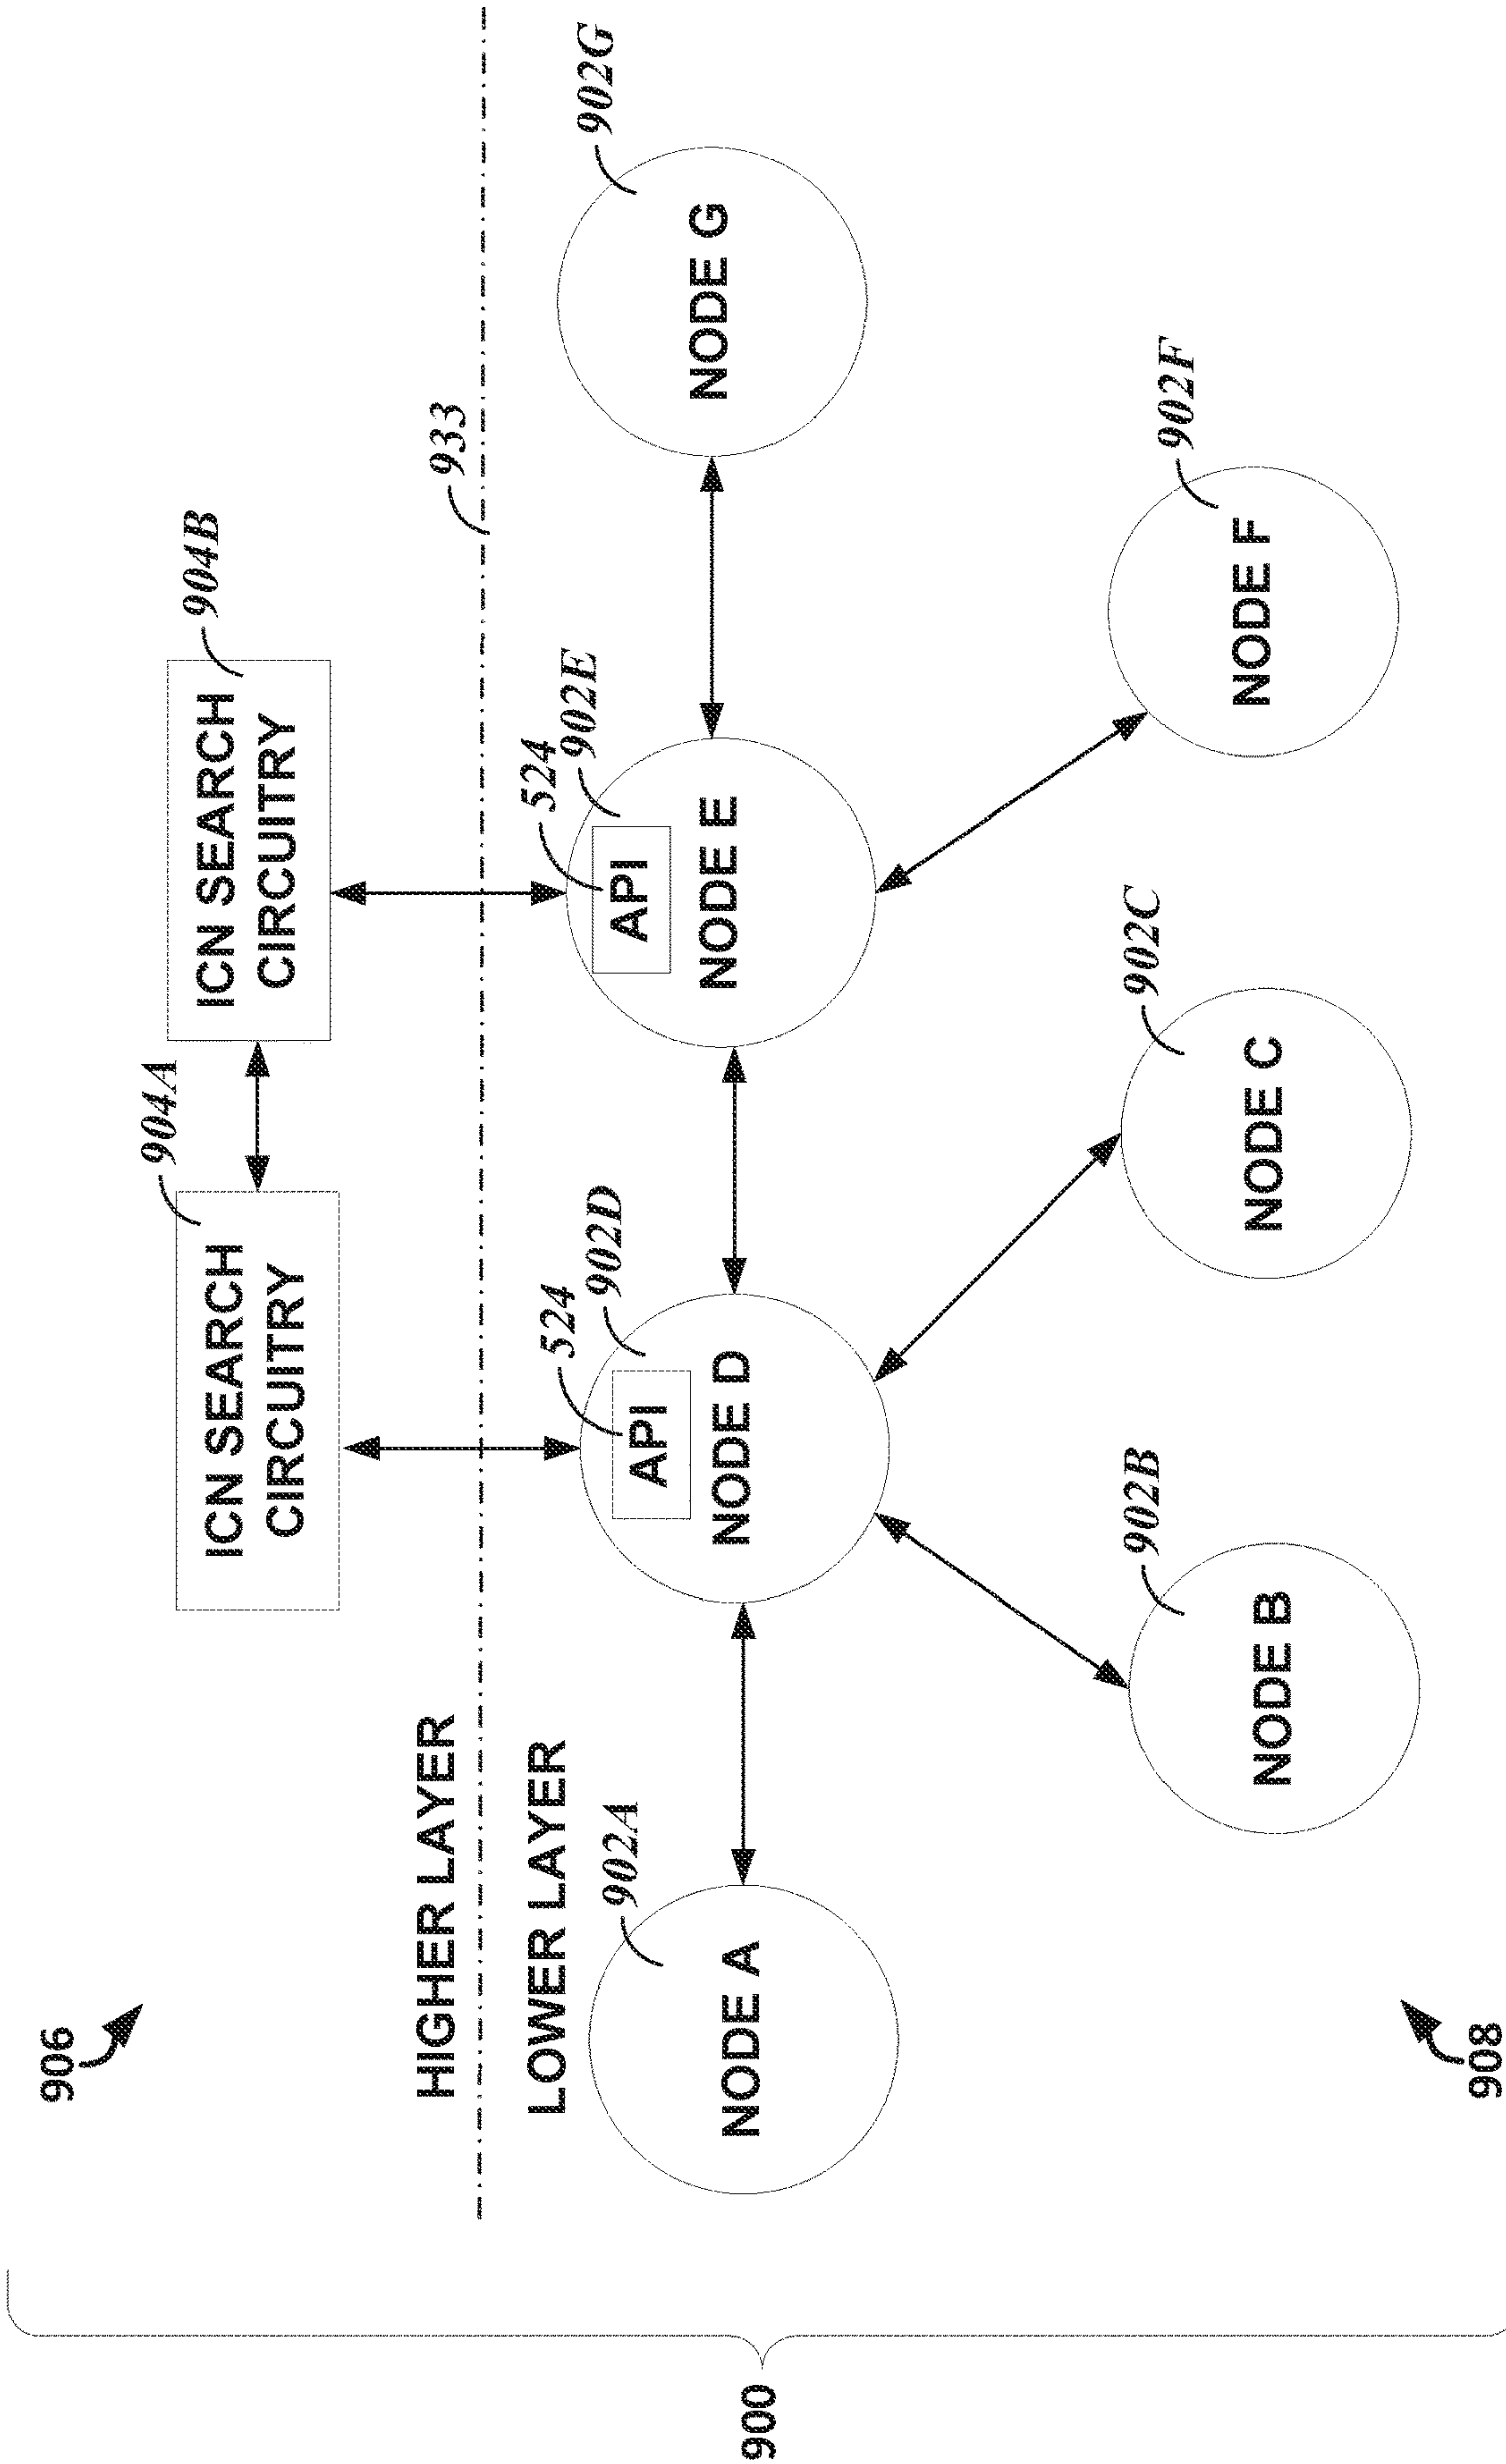 906
904A
904B
ICN SEARCH
CIRCUITRY
ICN SEARCH
CIRCUITRY
933
HIGHER LAYER
LOWER LAYER
902A
NODE A
524
902D
API
NODE D
524
902E
API
NODE E
902G
NODE G
902B
NODE B
902C
NODE C
902F
NODE F
908
900